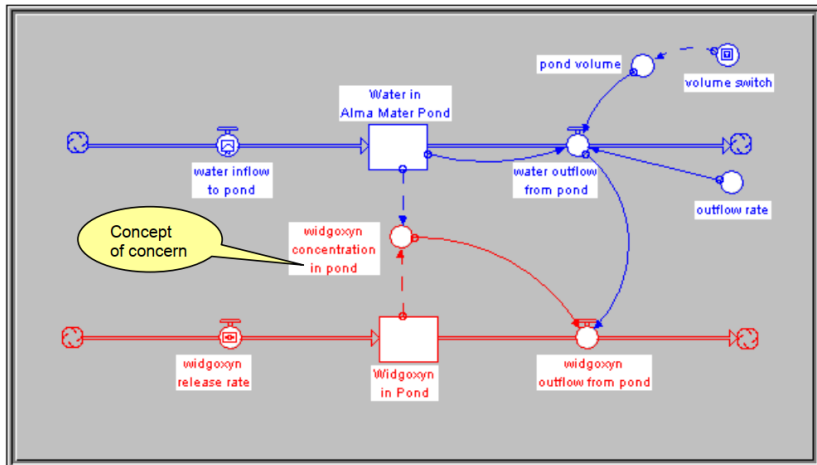 pond volume
volume switch
Water in
Alma Mater Pond
water inflow
to pond
water outflow
from pond
outflow rate
Concept
of concern
widgoxyn
concentration
in pond
widgoxyn
release rate
Widgoxyn
in Pond
widgoxyn
outflow from pond